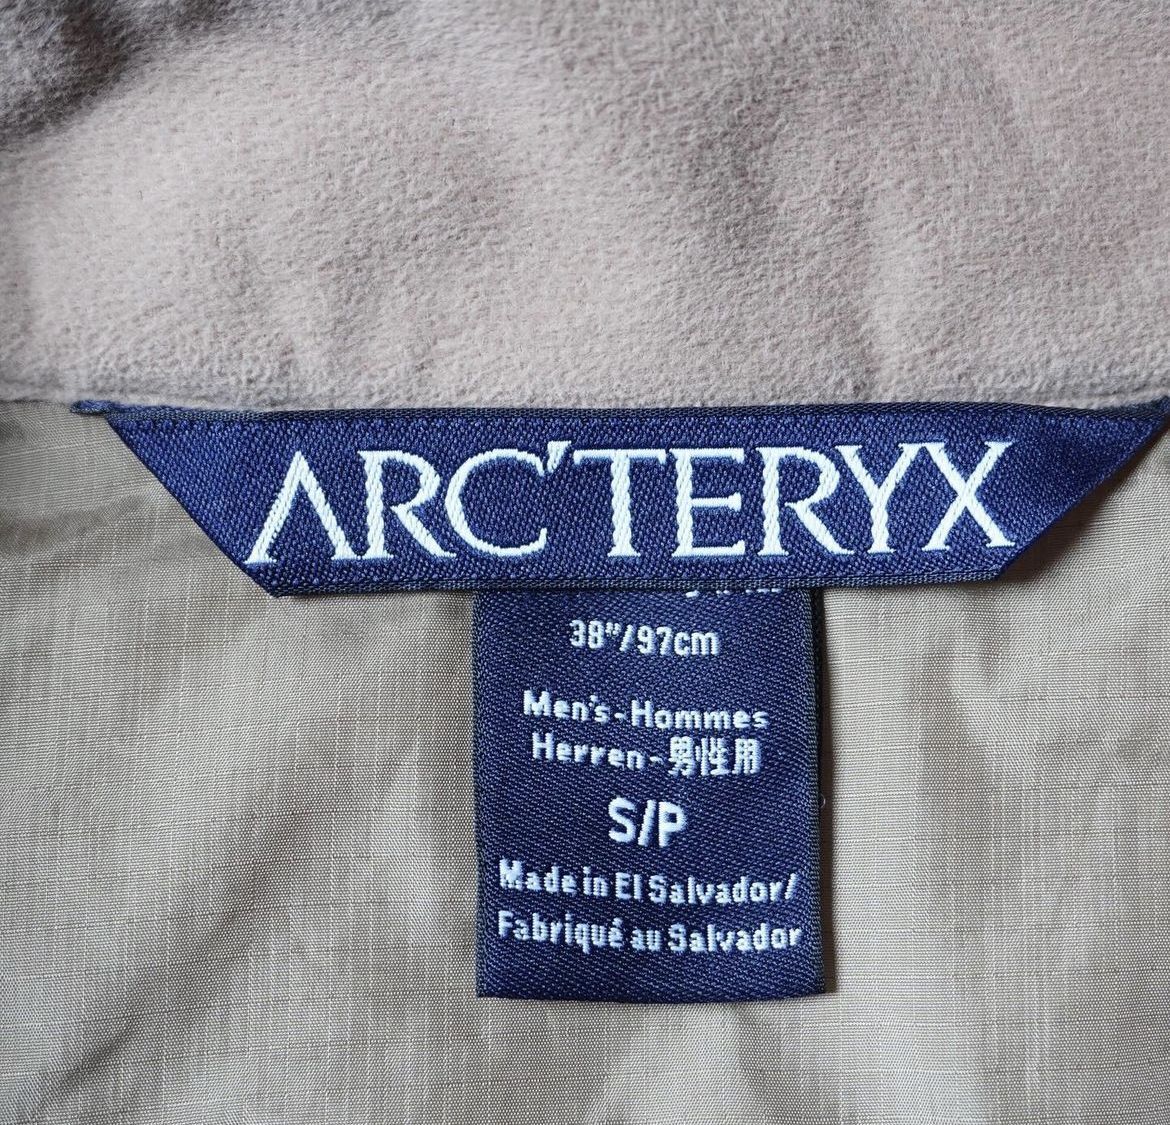 ARC'TERYX
38"/97cm
Men's-Hommes
Herren-男性用
S/P
Made in El Salvador/
Fabriqué au Salvador